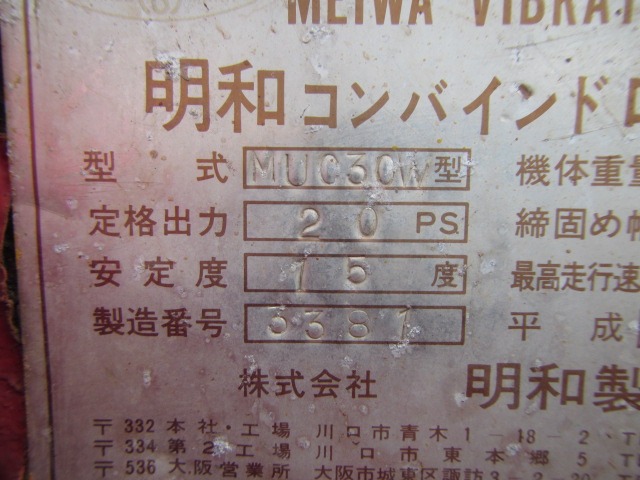 MEIWA VIBRAT
明和コンバインドロ
型 式 MUC30W型 機体重量
定格出力 20 PS 締固め幅
安定度 15 度 最高走行速
製造番号 3381 平成
株式会社 明和製
〒332 本社・工場 川口市青木1-18-2
〒334 第2工場 川口市東本郷5
〒536 大阪営業所 大阪市城東区諏訪3-2-20